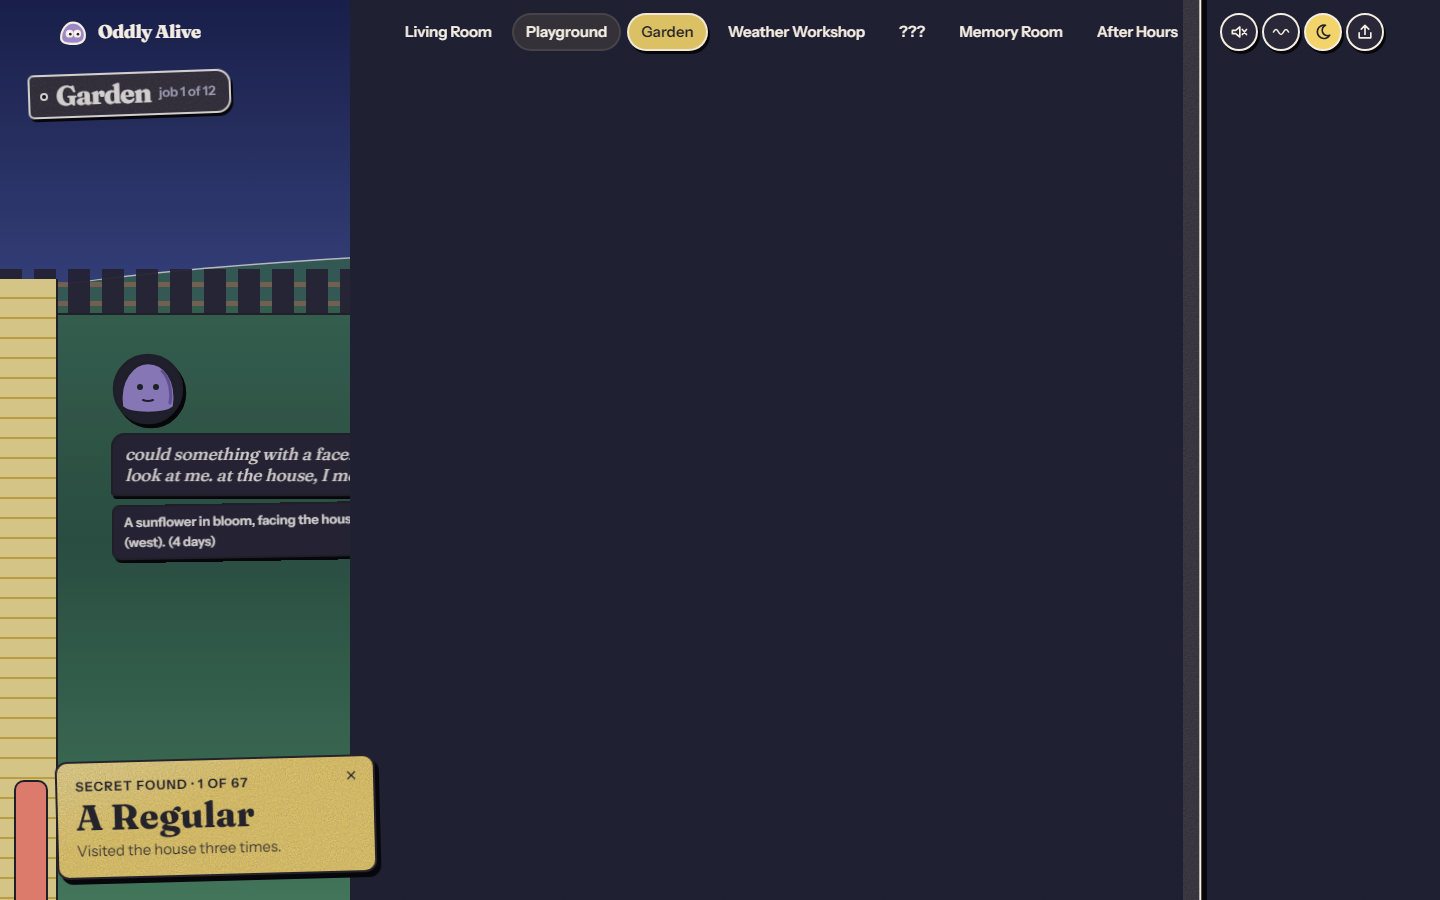 Oddly Alive
Living Room
Playground
Garden
Weather Workshop
???
Memory Room
After Hours
Garden job 1 of 12
could something with a face
look at me. at the house, I
A sunflower in bloom, facing the
(west). (4 days)
SECRET FOUND · 1 OF 67
A Regular
Visited the house three times.